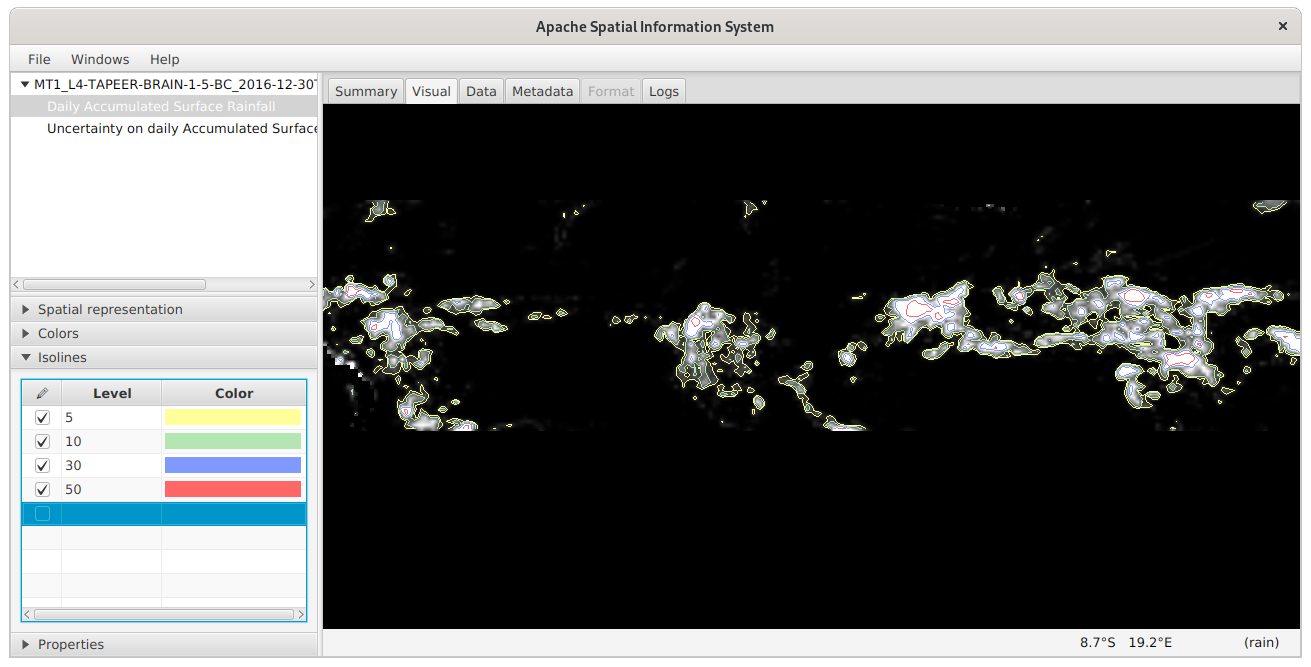 Apache Spatial Information System
File Windows Help
MT1_L4-TAPEER-BRAIN-1-5-BC_2016-12-30
Daily Accumulated Surface Rainfall
Uncertainty on daily Accumulated Surface
Summary Visual Data Metadata Format Logs
Spatial representation
Colors
Isolines
Level Color
5
10
30
50
Properties
8.7°S 19.2°E (rain)